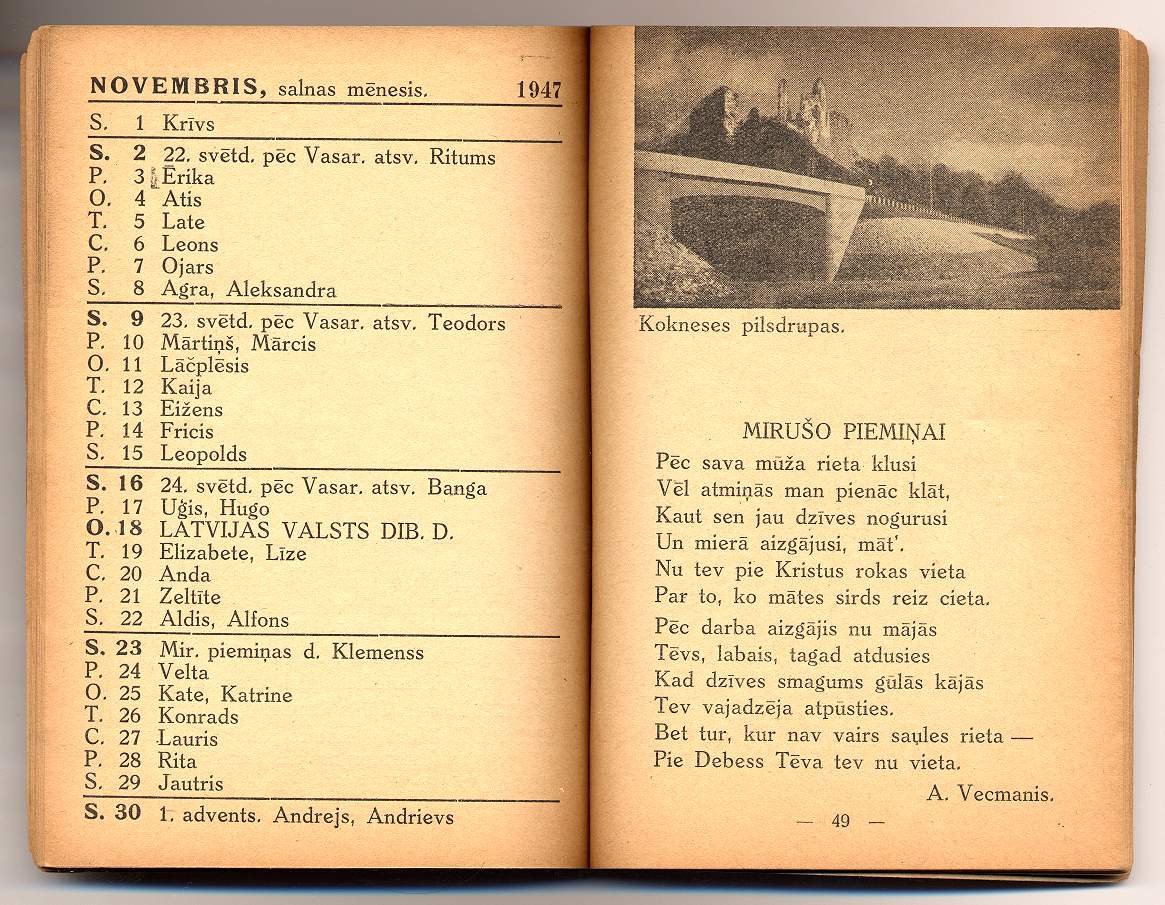 NOVEMBRIS, salnas mēnesis. 1947
S. 1 Krīvs
S. 2 22. svētd. pēc Vasar. atsv. Ritums
P. 3 Ērika
O. 4 Atis
T. 5 Late
C. 6 Leons
P. 7 Ojars
S. 8 Agra, Aleksandra
S. 9 23. svētd. pēc Vasar. atsv. Teodors
P. 10 Mārtiņš, Mārcis
O. 11 Lāčplēsis
T. 12 Kaija
C. 13 Eižens
P. 14 Fricis
S. 15 Leopolds
S. 16 24. svētd. pēc Vasar. atsv. Banga
P. 17 Uģis, Hugo
O. 18 LATVIJAS VALSTS DIB. D.
T. 19 Elizabete, Līze
C. 20 Anda
P. 21 Zeltīte
S. 22 Aldis, Alfons
S. 23 Mir. piemiņas d. Klemenss
P. 24 Velta
O. 25 Kate, Katrine
T. 26 Konrads
C. 27 Lauris
P. 28 Rita
S. 29 Jautris
S. 30 1. advents. Andrejs, Andrievs
Kokneses pilsdrupas.
MIRUŠO PIEMIŅAI
Pēc sava mūža rieta klusi
Vēl atmiņās man pienāc klāt,
Kaut sen jau dzīves nogurusi
Un mierā aizgājusi, māt'.
Nu tev pie Kristus rokas vieta
Par to, ko mātes sirds reiz cieta.
Pēc darba aizgājis nu mājās
Tēvs, labais, tagad atdusies
Kad dzīves smagums gūlās kājās
Tev vajadzēja atpūsties.
Bet tur, kur nav vairs saules rieta —
Pie Debess Tēva tev nu vieta.
A. Vecmanis.
— 49 —